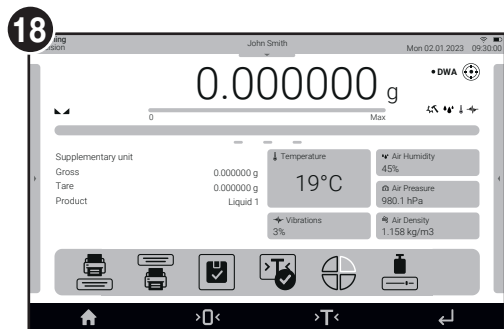 18
John Smith
Mon 02.01.2023 09:30:00
0.000000 g
• DWA
0
Max
Supplementary unit
Gross 0.000000 g
Tare 0.000000 g
Product Liquid 1
Temperature
19°C
Vibrations
3%
Air Humidity
45%
Air Preasure
980.1 hPa
Air Density
1.158 kg/m3
>T<
>0<
>T<